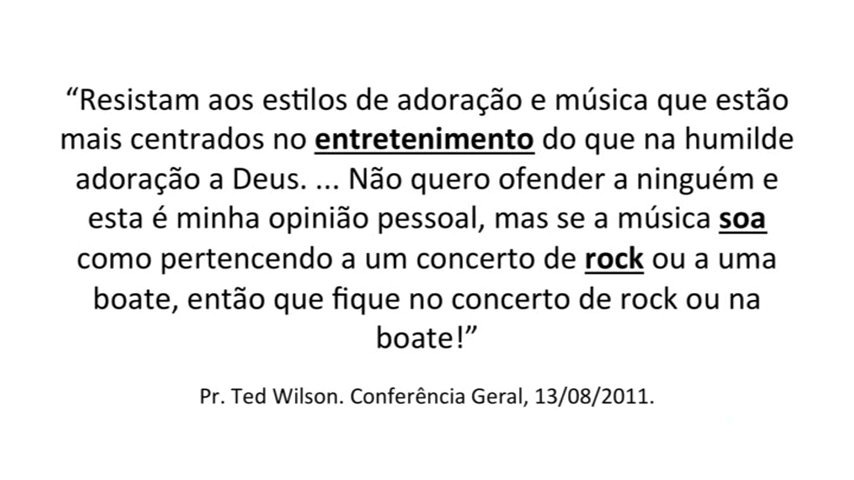 “Resistam aos estilos de adoração e música que estão
mais centrados no entretenimento do que na humilde
adoração a Deus. ... Não quero ofender a ninguém e
esta é minha opinião pessoal, mas se a música soa
como pertencendo a um concerto de rock ou a uma
boate, então que fique no concerto de rock ou na
boate!”
Pr. Ted Wilson. Conferência Geral, 13/08/2011.